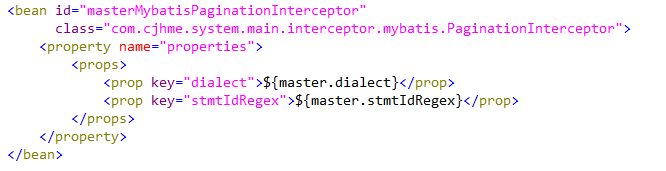 <bean id="masterMybatisPaginationInterceptor"
class="com.cjhme.system.main.interceptor.mybatis.PaginationInterceptor">
<property name="properties">
<props>
<prop key="dialect">${master.dialect}</prop>
<prop key="stmtIdRegex">${master.stmtIdRegex}</prop>
</props>
</property>
</bean>